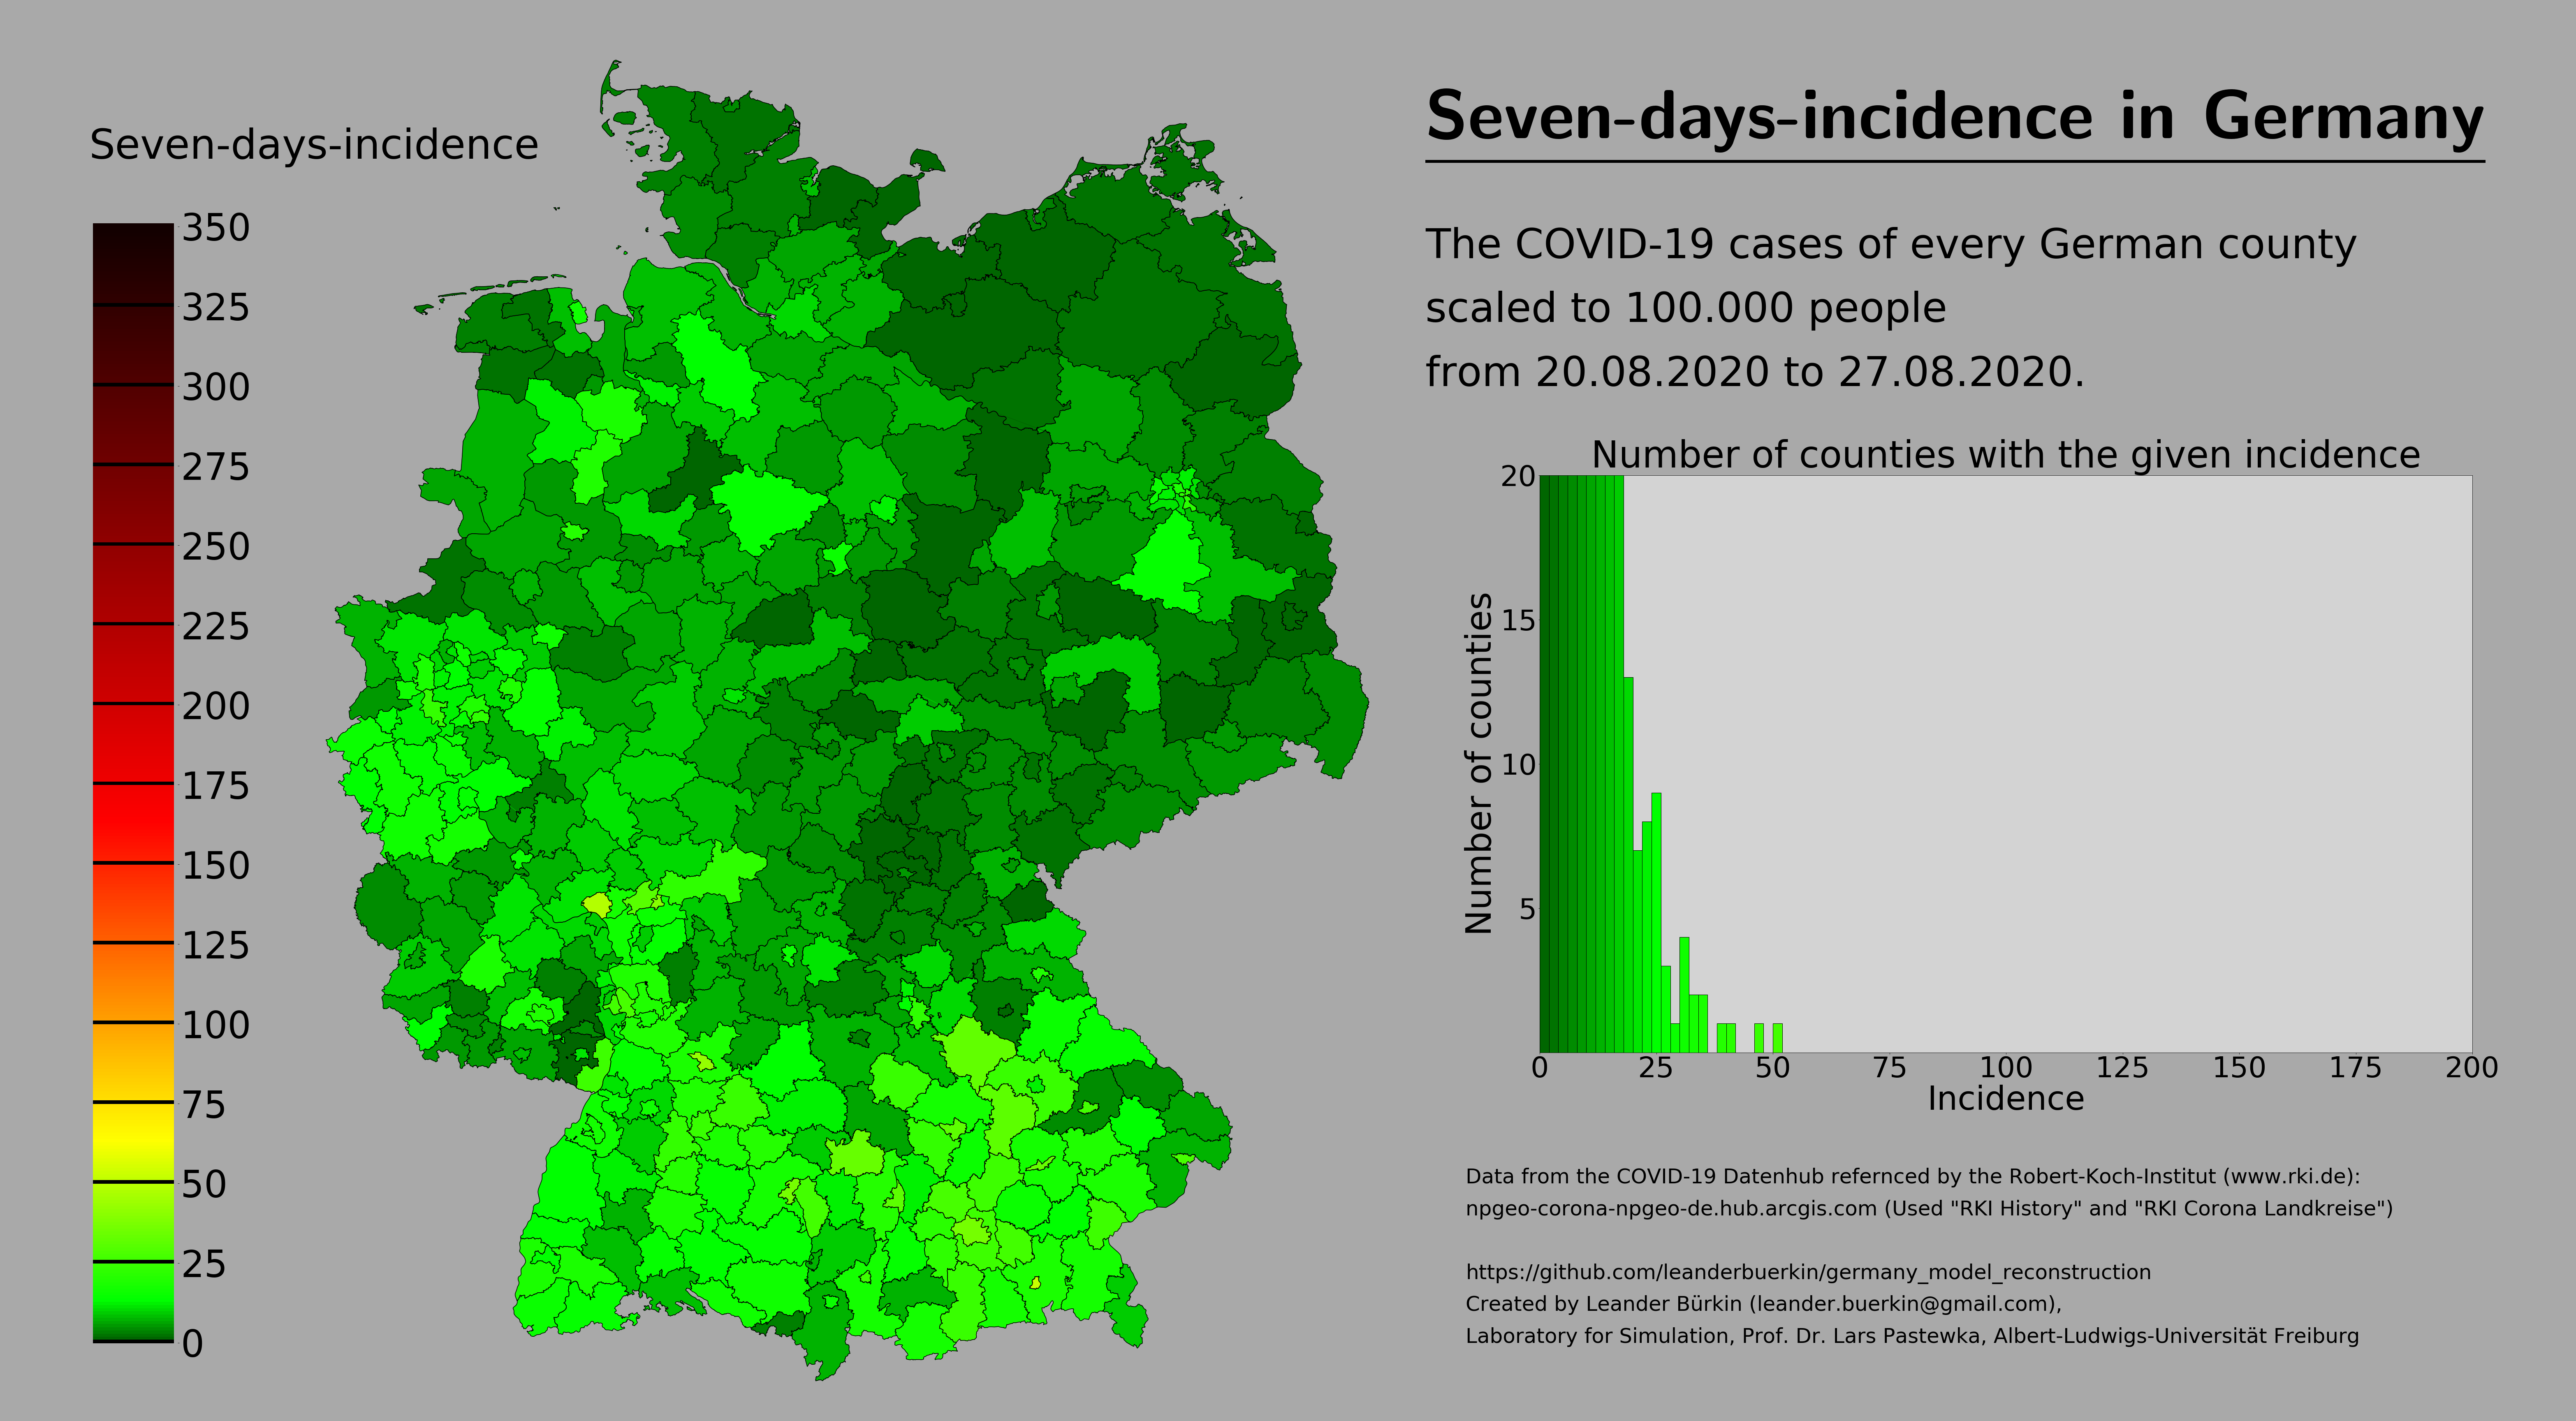 Seven-days-incidence
350
325
300
275
250
225
200
175
150
125
100
75
50
25
0
Seven-days-incidence in Germany
The COVID-19 cases of every German county
scaled to 100.000 people
from 20.08.2020 to 27.08.2020.
Number of counties with the given incidence
20
15
10
5
Number of counties
0 25 50 75 100 125 150 175 200
Incidence
Data from the COVID-19 Datenhub refernced by the Robert-Koch-Institut (www.rki.de):
npgeo-corona-npgeo-de.hub.arcgis.com (Used "RKI History" and "RKI Corona Landkreise")
https://github.com/leanderbuerkin/germany_model_reconstruction
Created by Leander Bürkin (leander.buerkin@gmail.com),
Laboratory for Simulation, Prof. Dr. Lars Pastewka, Albert-Ludwigs-Universität Freiburg